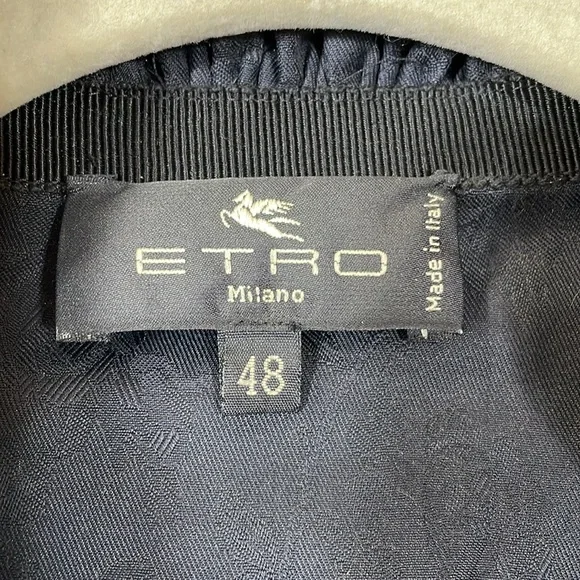 ETRO
Milano
Made in Italy
48